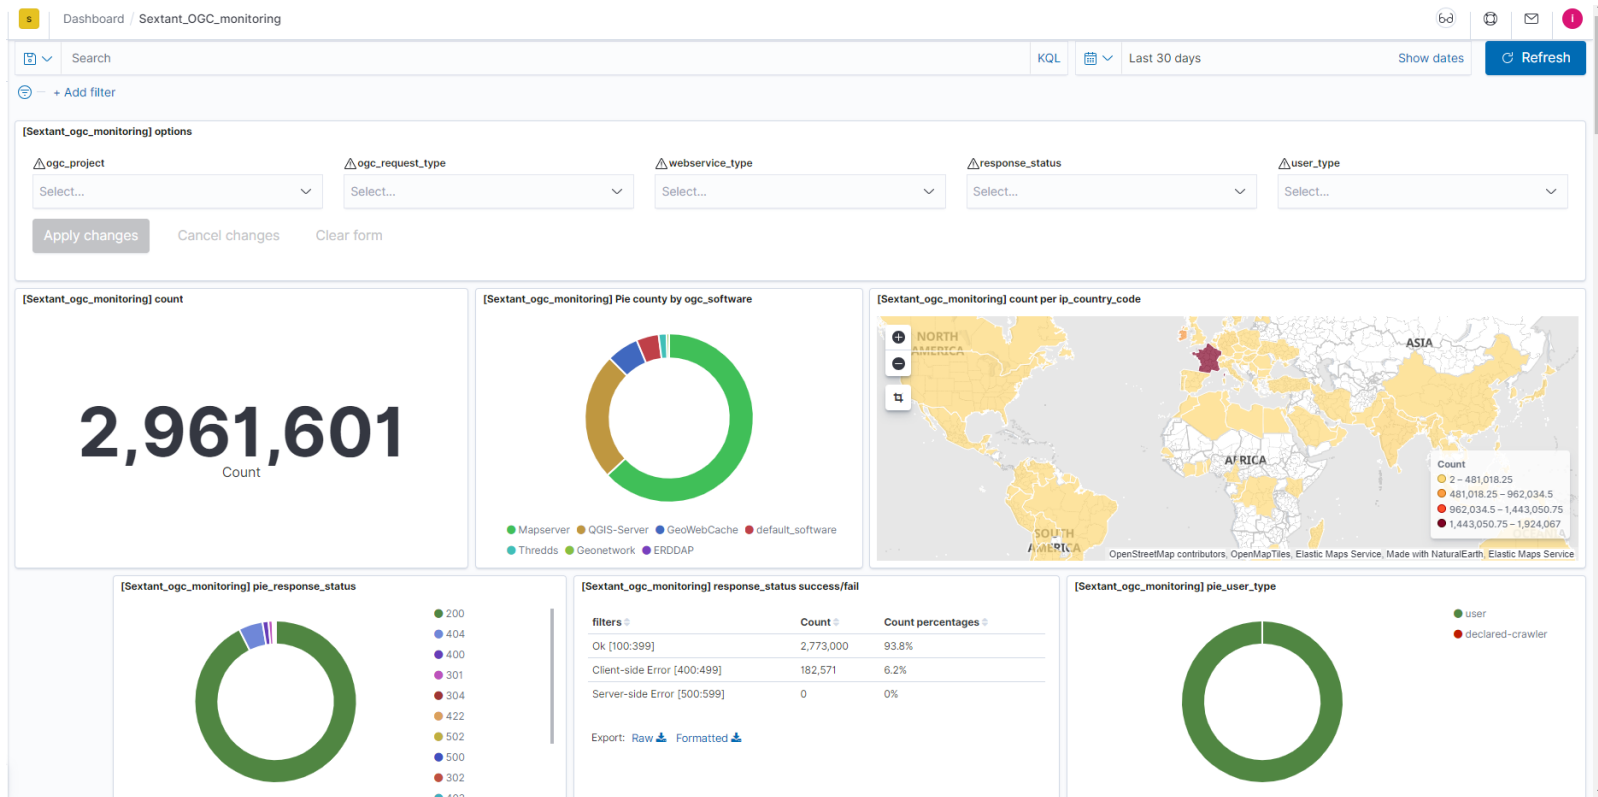 s Dashboard / Sextant_OGC_monitoring i
Search KQL Last 30 days Show dates Refresh
+ Add filter
[Sextant_ogc_monitoring] options
ogc_project ogc_request_type webservice_type response_status user_type
Select... Select... Select... Select... Select...
Apply changes Cancel changes Clear form
[Sextant_ogc_monitoring] count
2,961,601
Count
[Sextant_ogc_monitoring] Pie county by ogc_software
Mapserver QGIS-Server GeoWebCache default_software
Thredds Geonetwork ERDDAP
[Sextant_ogc_monitoring] count per ip_country_code
NORTH
AMERICA
ASIA
AFRICA
SOUTH
AMERICA
OCEANIA
Count
2 – 481,018.25
481,018.25 – 962,034.5
962,034.5 – 1,443,050.75
1,443,050.75 – 1,924,067
OpenStreetMap contributors, OpenMapTiles, Elastic Maps Service, Made with NaturalEarth, Elastic Maps Service
[Sextant_ogc_monitoring] pie_response_status
200
404
400
301
304
422
502
500
302
[Sextant_ogc_monitoring] response_status success/fail
filters Count Count percentages
Ok [100:399] 2,773,000 93.8%
Client-side Error [400:499] 182,571 6.2%
Server-side Error [500:599] 0 0%
Export: Raw Formatted
[Sextant_ogc_monitoring] pie_user_type
user
declared-crawler